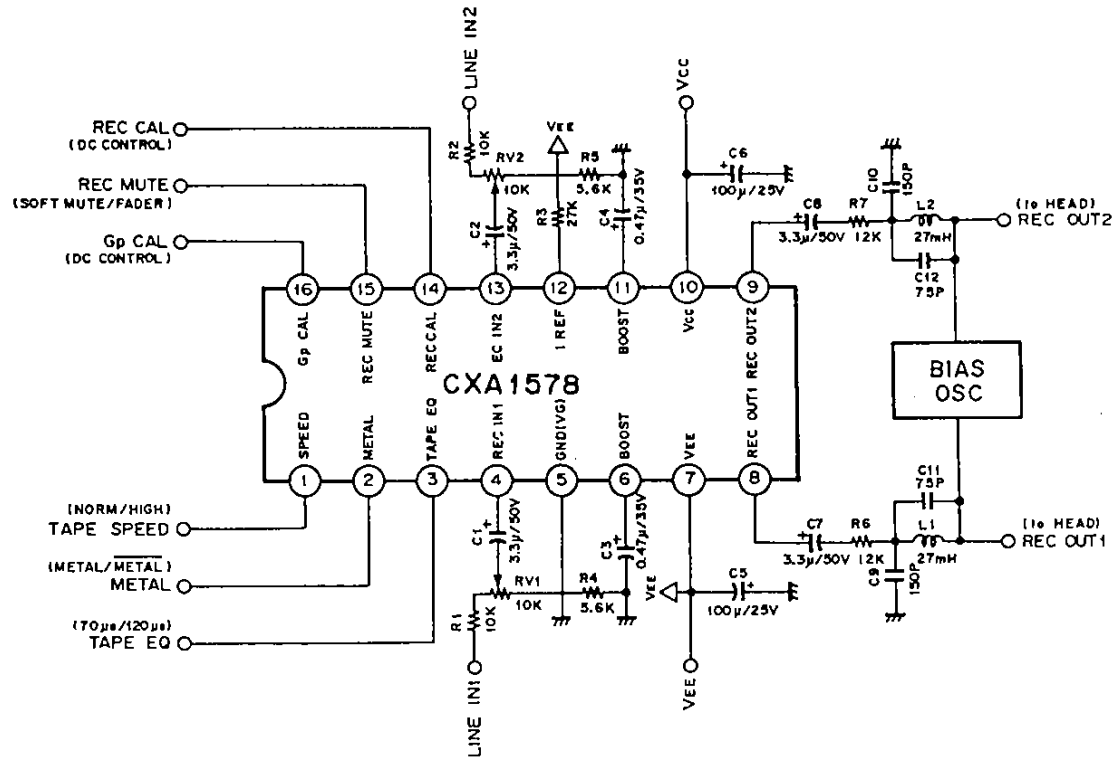 LINE IN2
VCC
REC CAL
(DC CONTROL)
REC MUTE
(SOFT MUTE/FADER)
Gp CAL
(DC CONTROL)
R2
10K
RV2
10K
VEE
R5
5.6K
R3
27K
C2
3.3μ/50V
C4
0.47μ/35V
C6
100μ/25V
C10
150P
C8
3.3μ/50V
R7
12K
L2
27mH
C12
75P
(to HEAD)
REC OUT2
16
15
14
13
12
11
10
9
Gp CAL
REC MUTE
REC CAL
EC IN2
I REF
BOOST
VCC
REC OUT2
CXA1578
BIAS
OSC
SPEED
METAL
TAPE EQ
REC IN1
GND(VG)
BOOST
VEE
REC OUT1
1
2
3
4
5
6
7
8
(NORM/HIGH)
TAPE SPEED
(METAL/METAL)
METAL
(70μs/120μs)
TAPE EQ
C1
3.3μ/50V
RV1
10K
R1
10K
R4
5.6K
C3
0.47μ/35V
VEE
C5
100μ/25V
C7
3.3μ/50V
R6
12K
C11
75P
L1
27mH
C9
150P
(to HEAD)
REC OUT1
LINE IN1
VEE